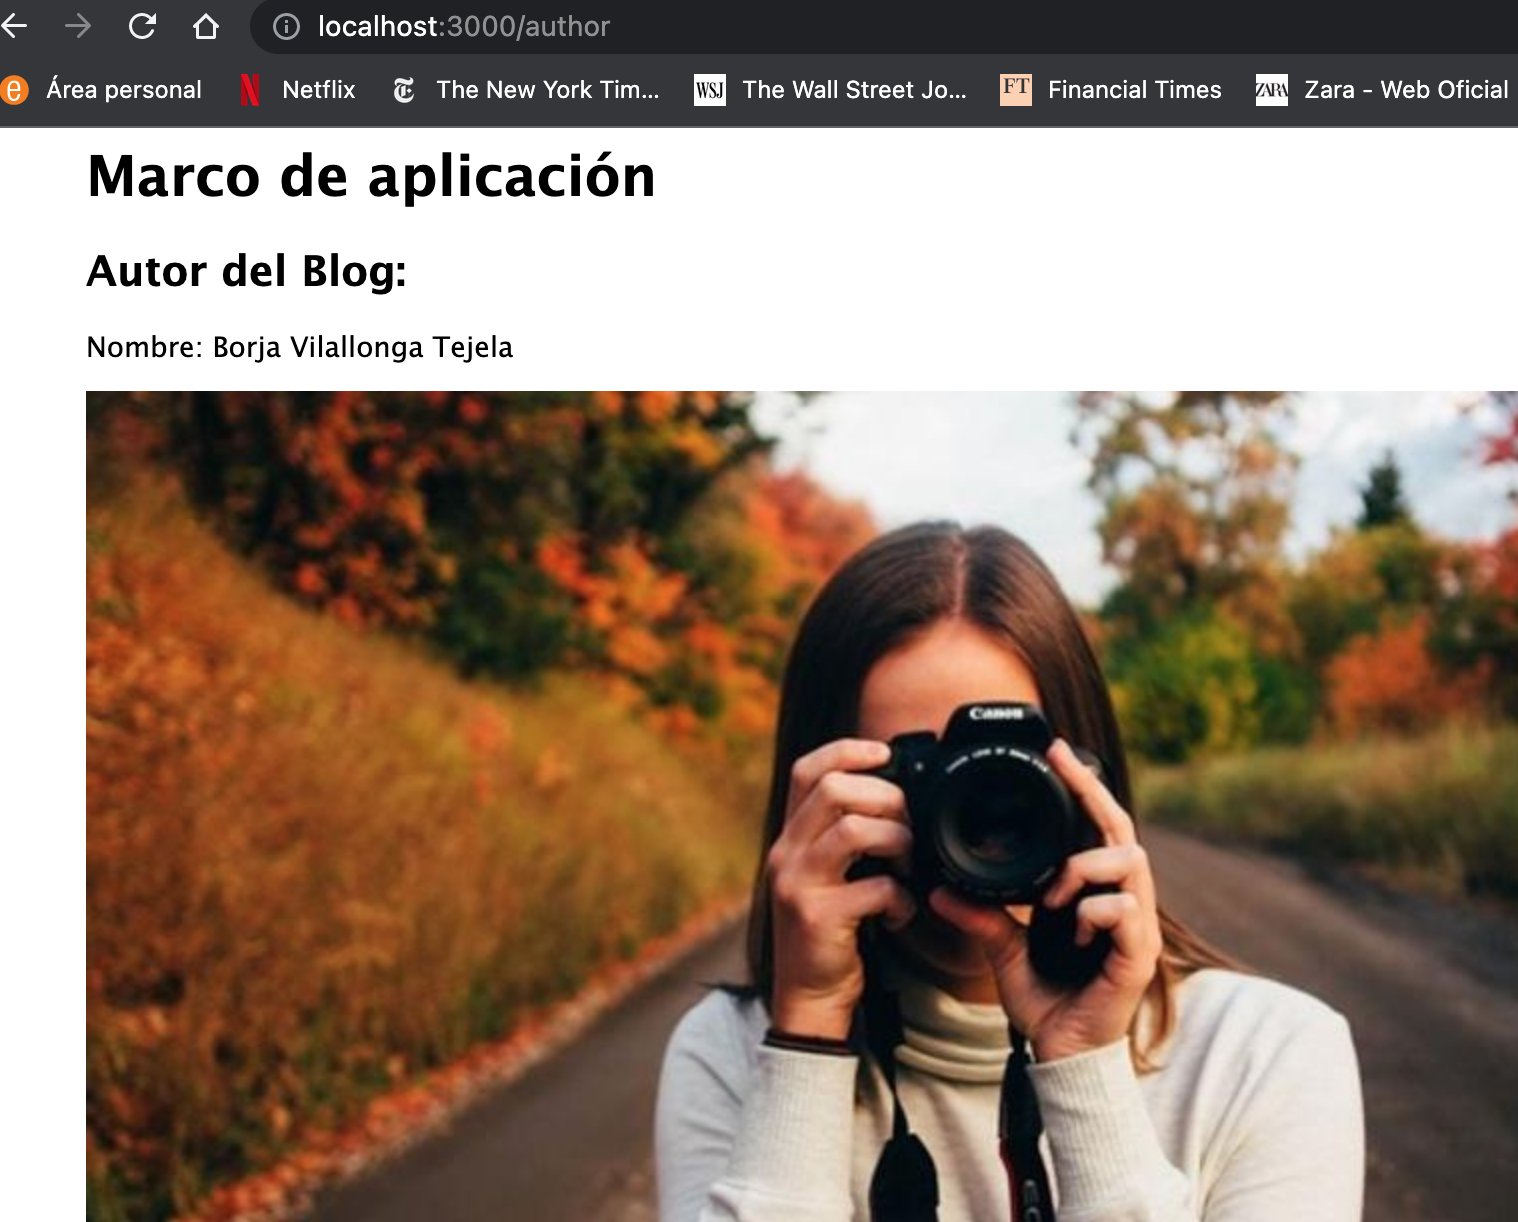 localhost:3000/author
e Área personal N Netflix T The New York Tim... WSJ The Wall Street Jo... FT Financial Times ZARA Zara - Web Oficial
Marco de aplicación
Autor del Blog:
Nombre: Borja Vilallonga Tejela
Canon